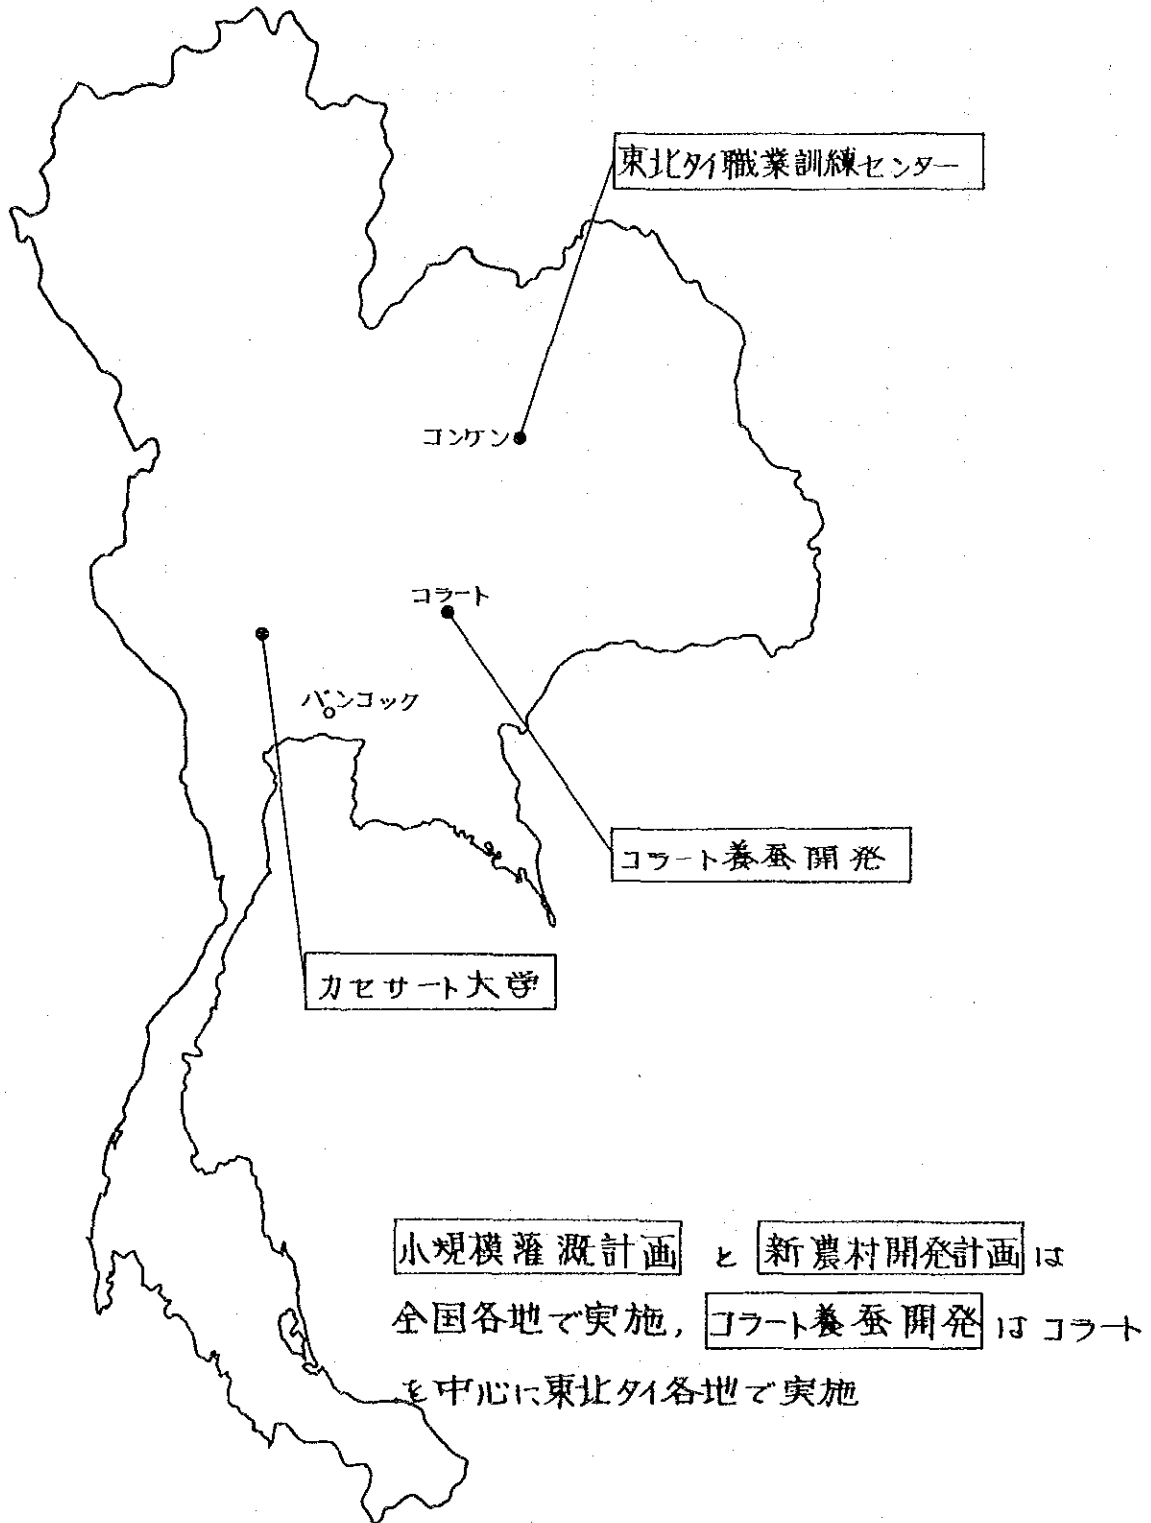 東北タイ職業訓練センター
コンケン
コラート
バンコック
コラート養蚕開発
カセサート大学
小規模灌漑計画 と 新農村開発計画 は
全国各地で実施, コラート養蚕開発 は コラート
を中心に東北タイ各地で実施